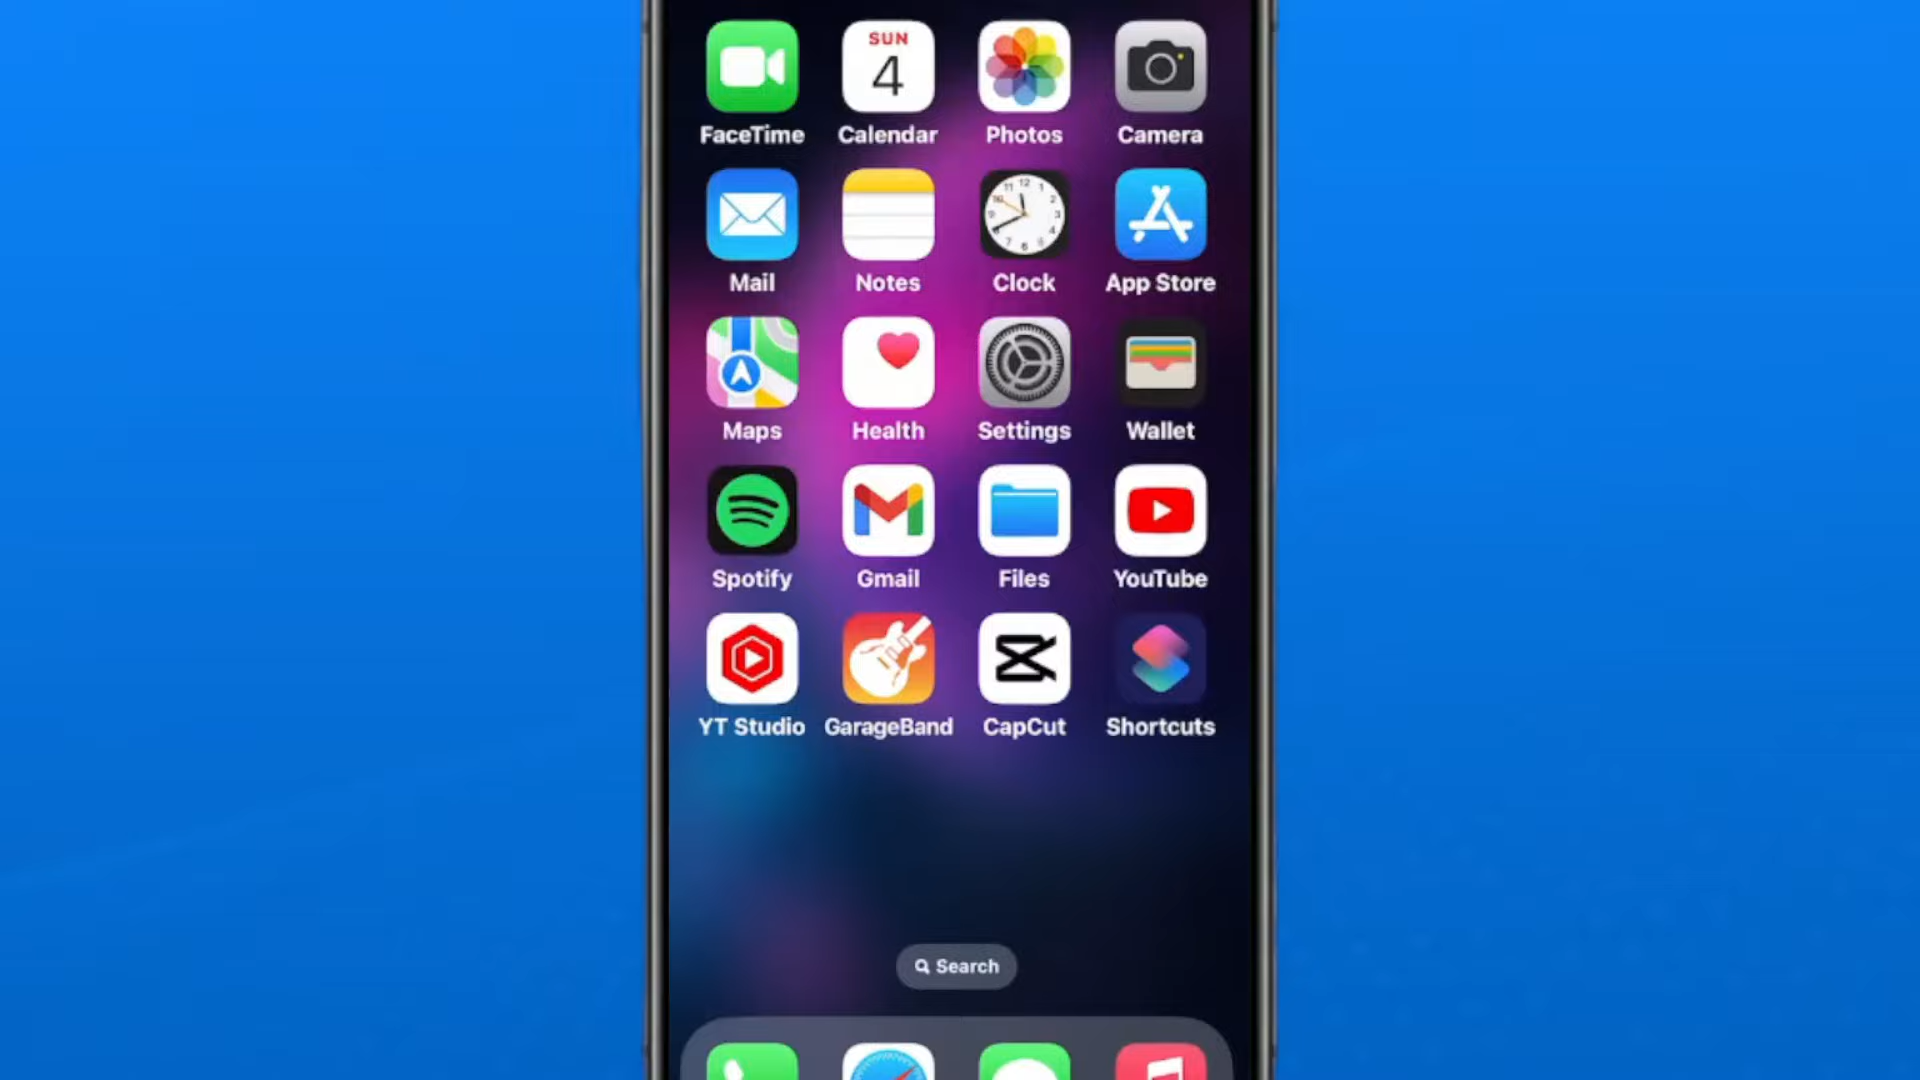 SUN
4
FaceTime Calendar Photos Camera
Mail Notes Clock App Store
Maps Health Settings Wallet
Spotify Gmail Files YouTube
YT Studio GarageBand CapCut Shortcuts
Search